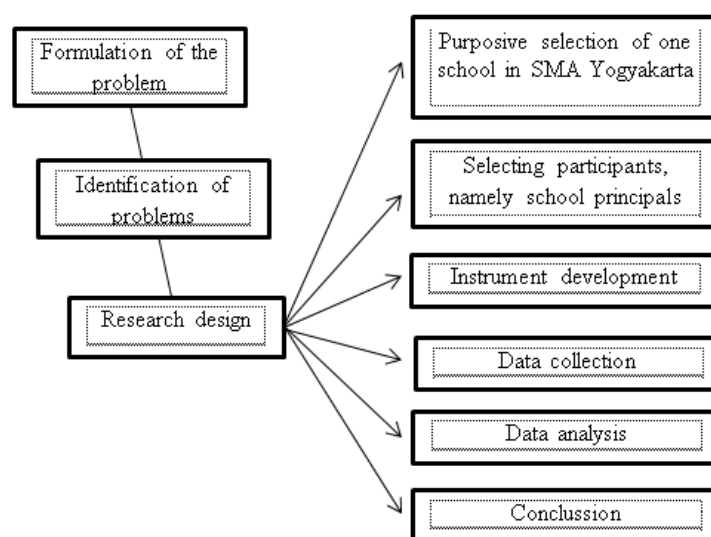 Formulation of the
problem
Identification of
problems
Research design
Purposive selection of one
school in SMA Yogyakarta
Selecting participants,
namely school principals
Instrument development
Data collection
Data analysis
Conclussion